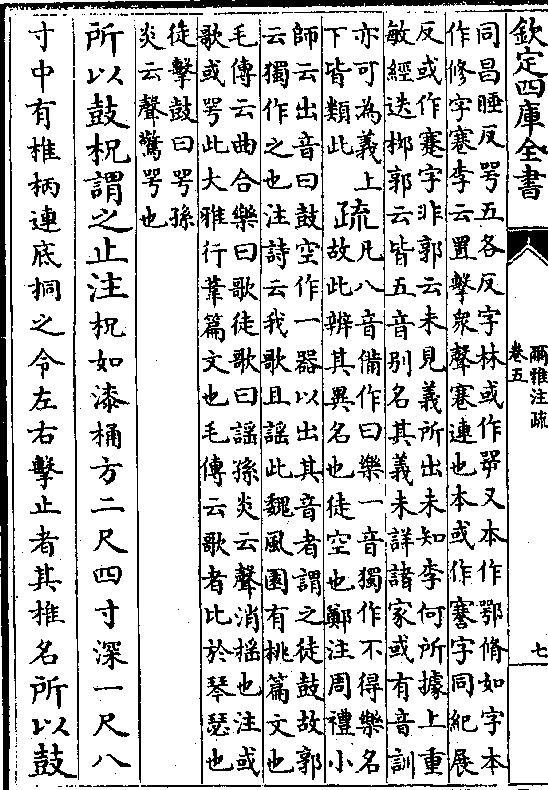 欽定四庫全書
爾雅注疏
卷五
七
同昌睡反咢五各反字林或作咢又本作鄂脩如字本
作修字寋李云置擊衆聲寋連也本或作蹇字同紀展
反或作蹇字非郭云未見義所出未知李何所據上重
敏經迭栁郭云皆五音别名其義未詳諸家或有音訓
亦可為義上
下皆類此
疏
凡八音備作曰樂一音獨作不得樂名
故此辨其異名也徒空也鄭注周禮小
師云出音曰鼓空作一器以出其音者謂之徒鼓故郭
云獨作之也注詩云我歌且謡此魏風園有桃篇文也
毛傳云曲合樂曰歌徒歌曰謡孫炎云聲消摇也注或
歌或咢此大雅行葦篇文也毛傳云歌者比於琴瑟也
徒擊鼓曰咢孫
炎云聲驚咢也
所以鼓柷謂之止注柷如漆桶方二尺四寸深一尺八
寸中有椎柄連底挏之令左右擊止者其椎名所以鼓